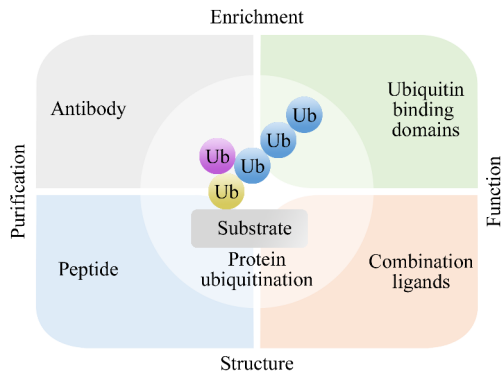 Enrichment
Antibody
Ubiquitin
binding
domains
Ub
Ub
Ub
Ub
Ub
Purification
Function
Substrate
Protein
ubiquitination
Peptide
Combination
ligands
Structure